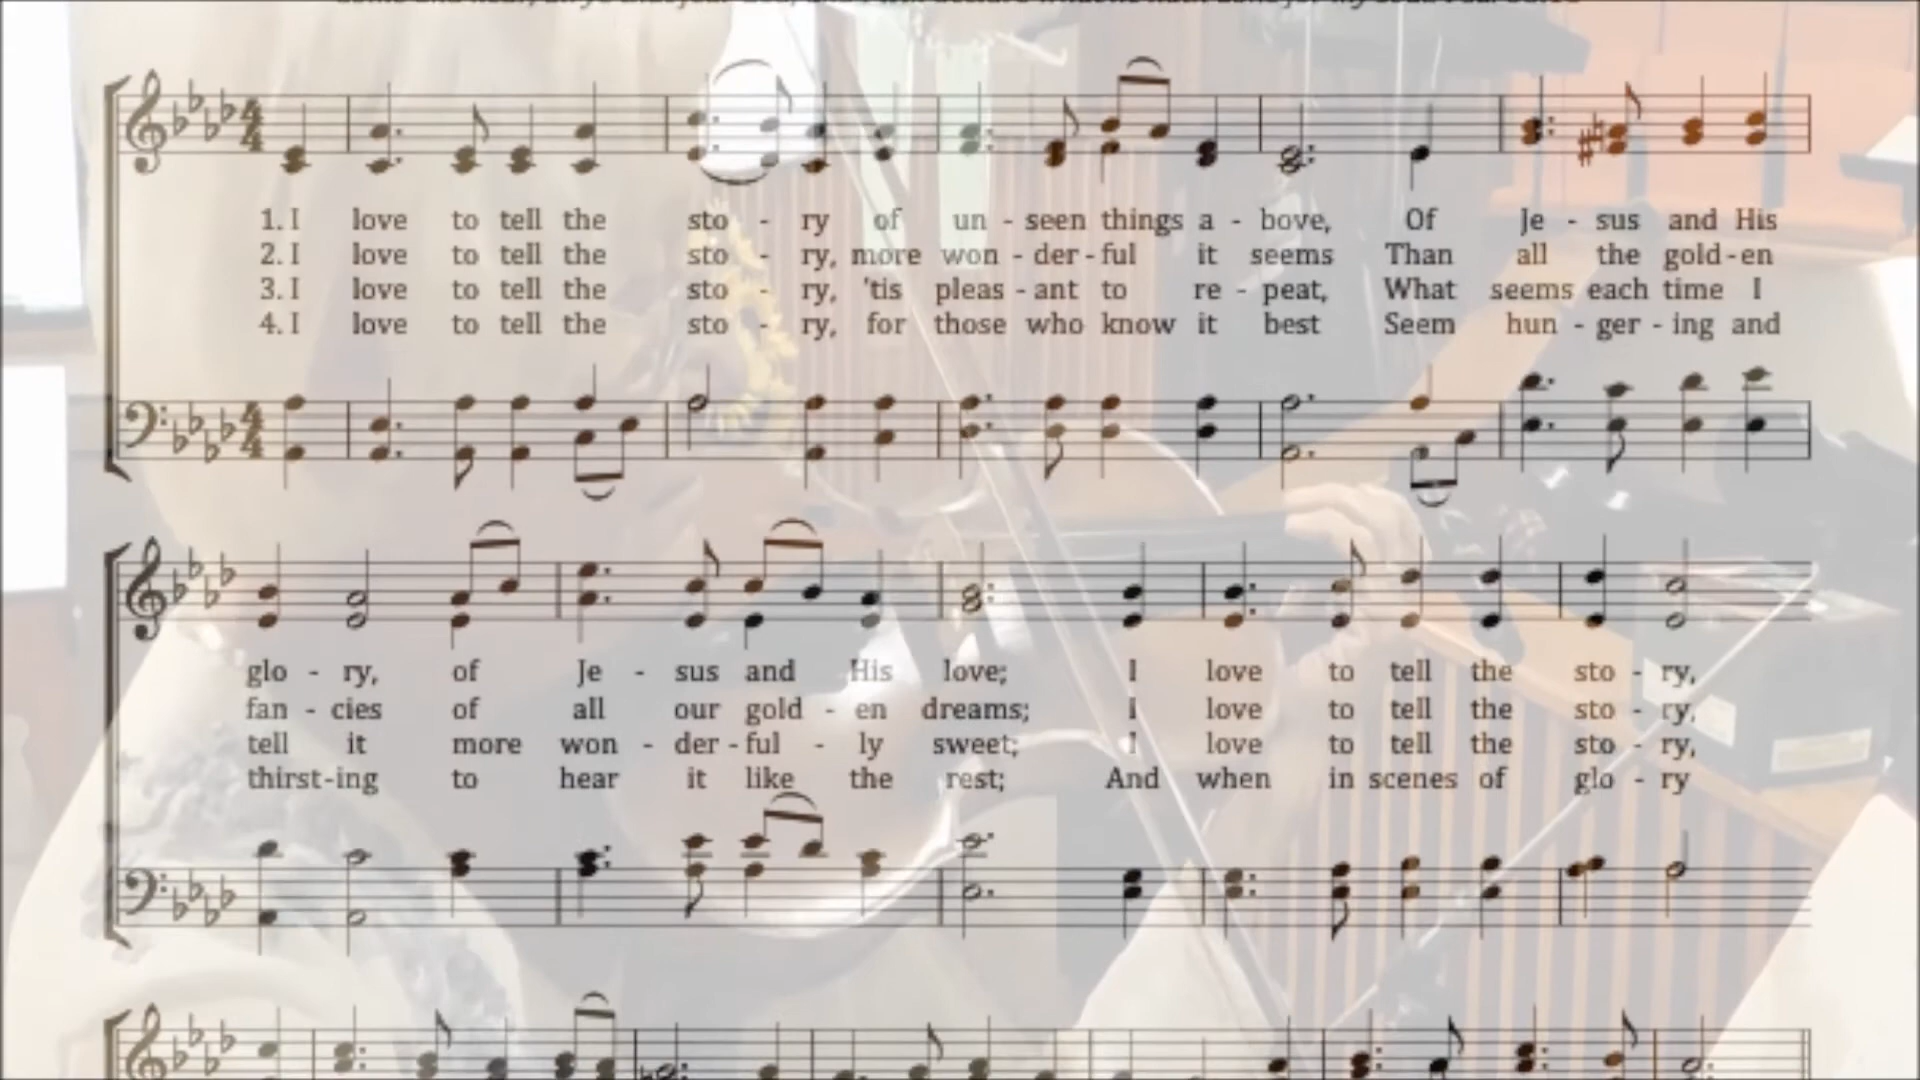 1. I love to tell the sto - ry of un - seen things a - bove, Of Je - sus and His
2. I love to tell the sto - ry, more won - der - ful it seems Than all the gold - en
3. I love to tell the sto - ry, 'tis pleas - ant to re - peat, What seems each time I
4. I love to tell the sto - ry, for those who know it best Seem hun - ger - ing and
glo - ry, of Je - sus and His love; I love to tell the sto - ry,
fan - cies of all our gold - en dreams; I love to tell the sto - ry,
tell it more won - der - ful - ly sweet; I love to tell the sto - ry,
thirst - ing to hear it like the rest; And when in scenes of glo - ry